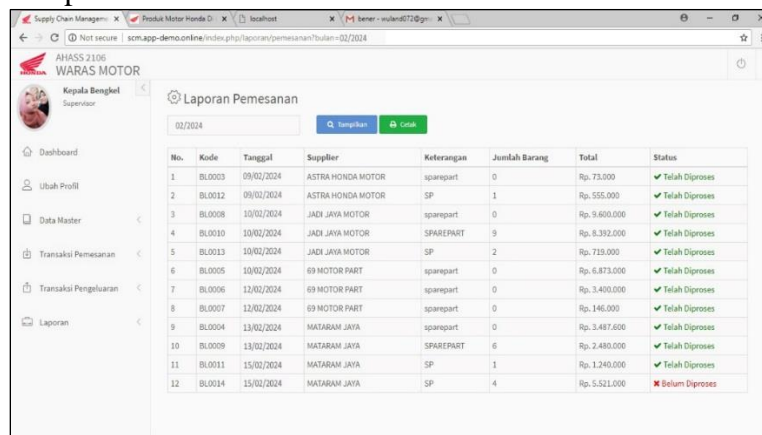 Supply Chain Managem
Produk Motor Honda D
localhost
bener - wuland672@gm
Not secure | scm.app-demo.online/index.php/laporan/pemesanan?bulan=02/2024
HONDA
AHASS 2106
WARAS MOTOR
Kepala Bengkel
Supervisor
Dashboard
Ubah Profil
Data Master
Transaksi Pemesanan
Transaksi Pengeluaran
Laporan
Laporan Pemesanan
02/2024 Tampilkan Cetak
No. Kode Tanggal Supplier Keterangan Jumlah Barang Total Status
1 BL0003 09/02/2024 ASTRA HONDA MOTOR sparepart 0 Rp. 73.000 Telah Diproses
2 BL0012 09/02/2024 ASTRA HONDA MOTOR SP 1 Rp. 555.000 Telah Diproses
3 BL0008 10/02/2024 JADI JAYA MOTOR sparepart 0 Rp. 9.600.000 Telah Diproses
4 BL0010 10/02/2024 JADI JAYA MOTOR SPAREPART 9 Rp. 8.392.000 Telah Diproses
5 BL0013 10/02/2024 JADI JAYA MOTOR SP 2 Rp. 719.000 Telah Diproses
6 BL0005 10/02/2024 69 MOTOR PART sparepart 0 Rp. 6.873.000 Telah Diproses
7 BL0006 12/02/2024 69 MOTOR PART sparepart 0 Rp. 3.400.000 Telah Diproses
8 BL0007 12/02/2024 69 MOTOR PART sparepart 0 Rp. 146.000 Telah Diproses
9 BL0004 13/02/2024 MATARAM JAYA sparepart 0 Rp. 3.487.600 Telah Diproses
10 BL0009 13/02/2024 MATARAM JAYA SPAREPART 6 Rp. 2.480.000 Telah Diproses
11 BL0011 15/02/2024 MATARAM JAYA SP 1 Rp. 1.240.000 Telah Diproses
12 BL0014 15/02/2024 MATARAM JAYA SP 4 Rp. 5.521.000 Belum Diproses